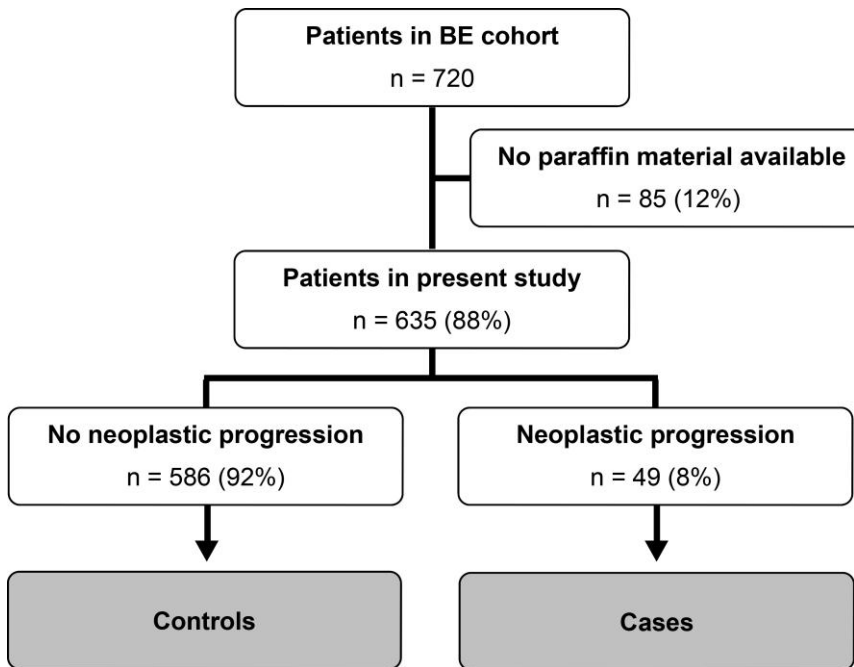 Patients in BE cohort
n = 720
No paraffin material available
n = 85 (12%)
Patients in present study
n = 635 (88%)
No neoplastic progression
n = 586 (92%)
Neoplastic progression
n = 49 (8%)
Controls
Cases